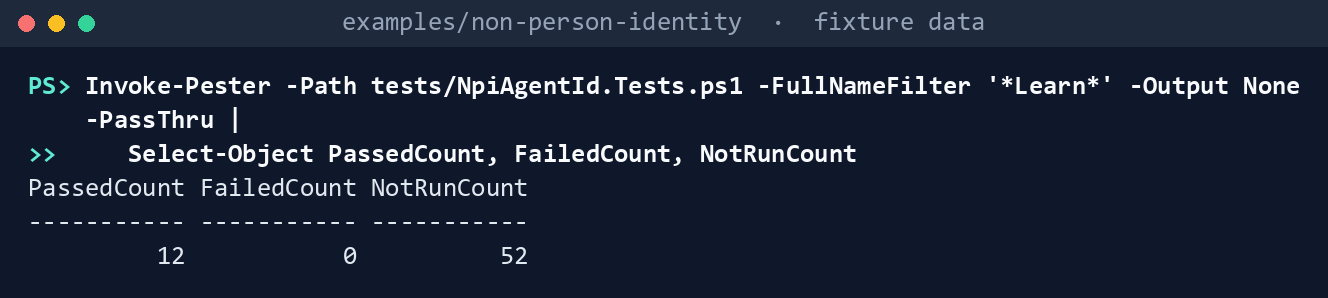 examples/non-person-identity · fixture data
PS> Invoke-Pester -Path tests/NpiAgentId.Tests.ps1 -FullNameFilter '*Learn*' -Output None
-PassThru |
>> Select-Object PassedCount, FailedCount, NotRunCount
PassedCount FailedCount NotRunCount
----------- ----------- -----------
12 0 52